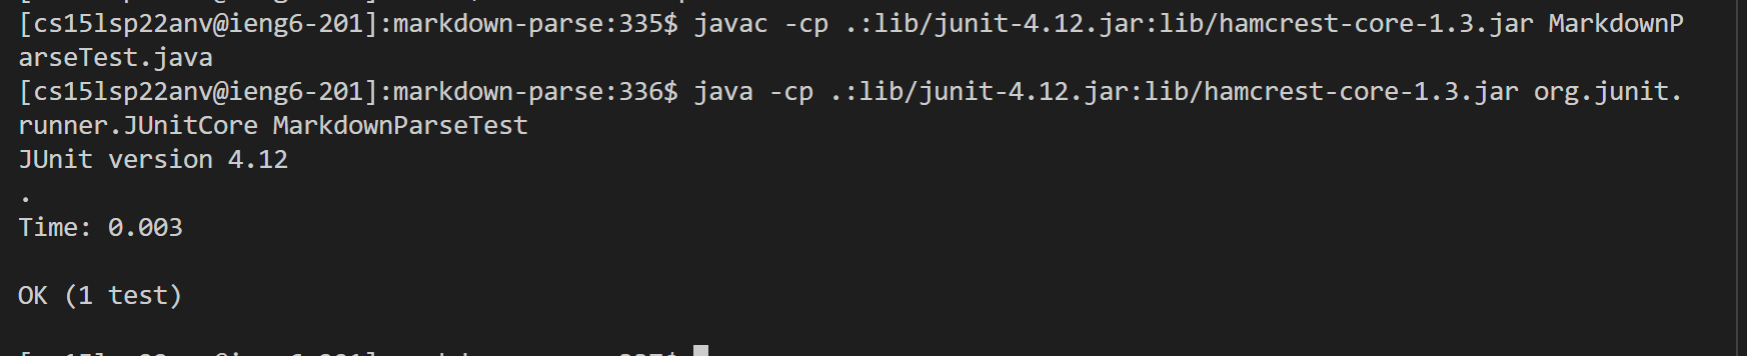 [cs15lsp22anv@ieng6-201]:markdown-parse:335$ javac -cp .:lib/junit-4.12.jar:lib/hamcrest-core-1.3.jar MarkdownP
arseTest.java
[cs15lsp22anv@ieng6-201]:markdown-parse:336$ java -cp .:lib/junit-4.12.jar:lib/hamcrest-core-1.3.jar org.junit.
runner.JUnitCore MarkdownParseTest
JUnit version 4.12
.
Time: 0.003
OK (1 test)